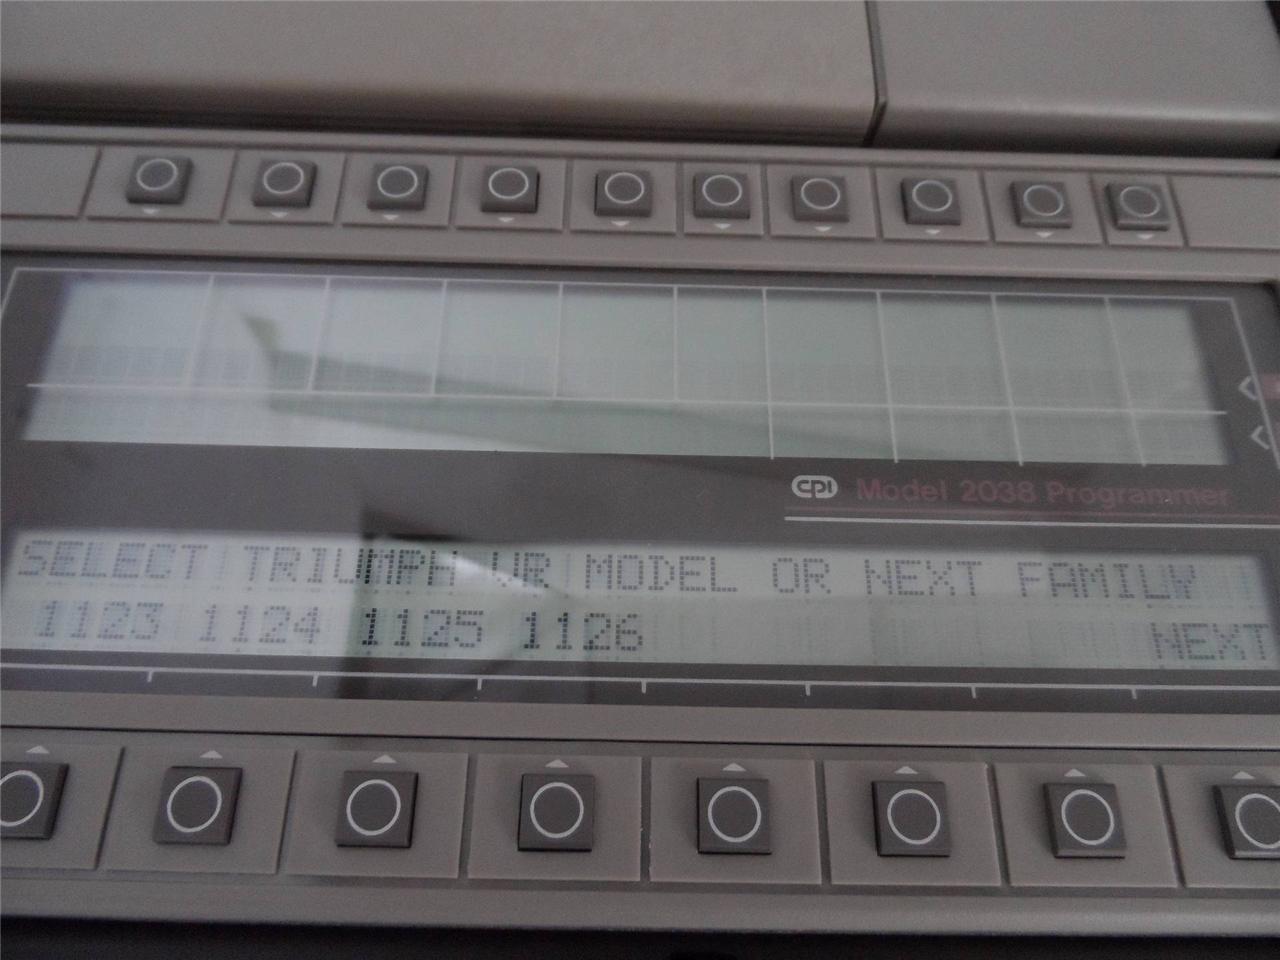 CPI Model 2038 Programmer
SELECT TRIUMPH VR MODEL OR NEXT FAMILY
1123 1124 1125 1126 NEXT